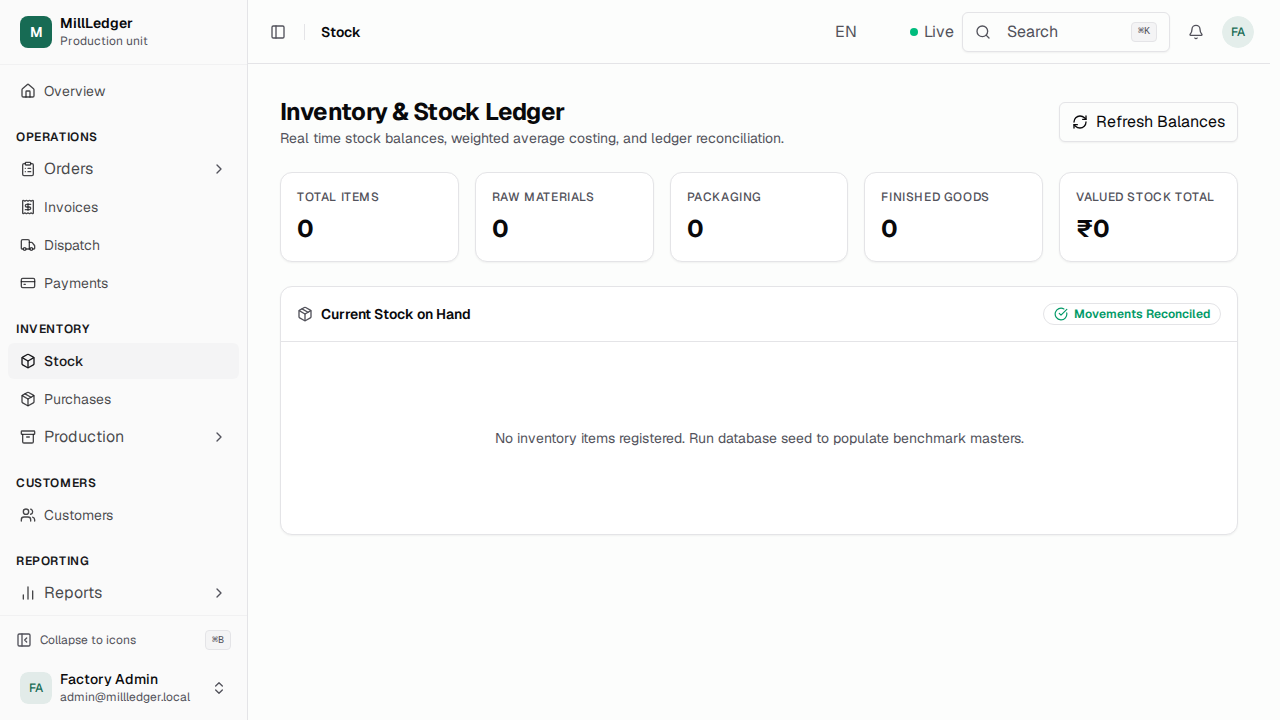 M
MillLedger
Production unit
Overview
OPERATIONS
Orders
Invoices
Dispatch
Payments
INVENTORY
Stock
Purchases
Production
CUSTOMERS
Customers
REPORTING
Reports
Collapse to icons ⌘B
FA
Factory Admin
admin@millledger.local
Stock
EN
Live
Search ⌘K
FA
Inventory & Stock Ledger
Real time stock balances, weighted average costing, and ledger reconciliation.
Refresh Balances
TOTAL ITEMS
0
RAW MATERIALS
0
PACKAGING
0
FINISHED GOODS
0
VALUED STOCK TOTAL
₹0
Current Stock on Hand
Movements Reconciled
No inventory items registered. Run database seed to populate benchmark masters.